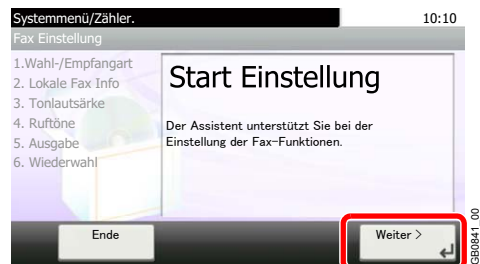 Systemmenü/Zähler.
10:10
Fax Einstellung
1.Wahl-/Empfangart
2. Lokale Fax Info
3. Tonlautsärke
4. Ruftöne
5. Ausgabe
6. Wiederwahl
Start Einstellung
Der Assistent unterstützt Sie bei der
Einstellung der Fax-Funktionen.
Ende
Weiter >
GB0841_00